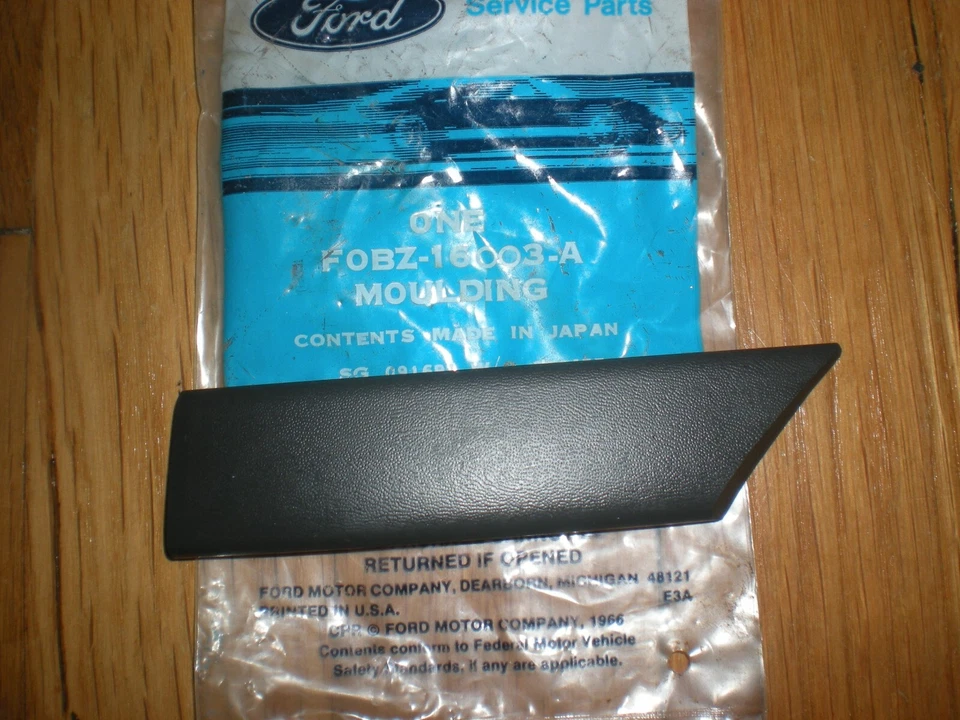 Ford
Service Parts
ONE
F0BZ-16003-A
MOULDING
CONTENTS MADE IN JAPAN
SG
RETURNED IF OPENED
FORD MOTOR COMPANY, DEARBORN, MICHIGAN 48121
PRINTED IN U.S.A. E3A
CPR © FORD MOTOR COMPANY, 1966
Contents conform to Federal Motor Vehicle
Safety Standards, if any are applicable.